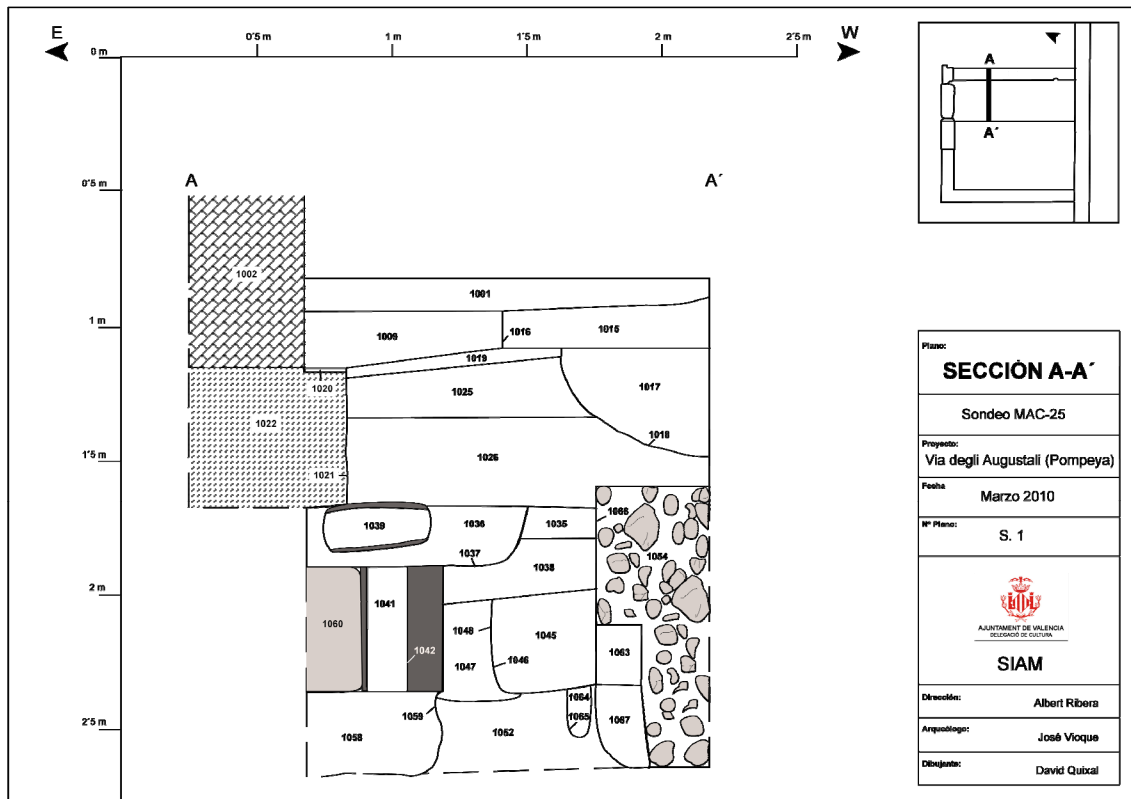 E
W
0 m
0'5 m
1 m
1'5 m
2 m
2'5 m
A
A´
0'5 m
A
A´
1002
1001
1 m
1009
1016
1015
1019
1020
1025
1017
1022
1018
1'5 m
1021
1026
1039
1036
1035
1066
1037
1054
1038
2 m
1060
1041
1048
1045
1042
1047
1046
1063
1064
1059
1065
1067
2'5 m
1058
1052
Plano:
SECCIÓN A-A´
Sondeo MAC-25
Proyecto:
Via degli Augustali (Pompeya)
Fecha
Marzo 2010
Nº Plano:
S. 1
AJUNTAMENT DE VALENCIA
DELEGACIÓ DE CULTURA
SIAM
Dirección:
Albert Ribera
Arqueólogo:
José Vioque
Dibujante:
David Quixal